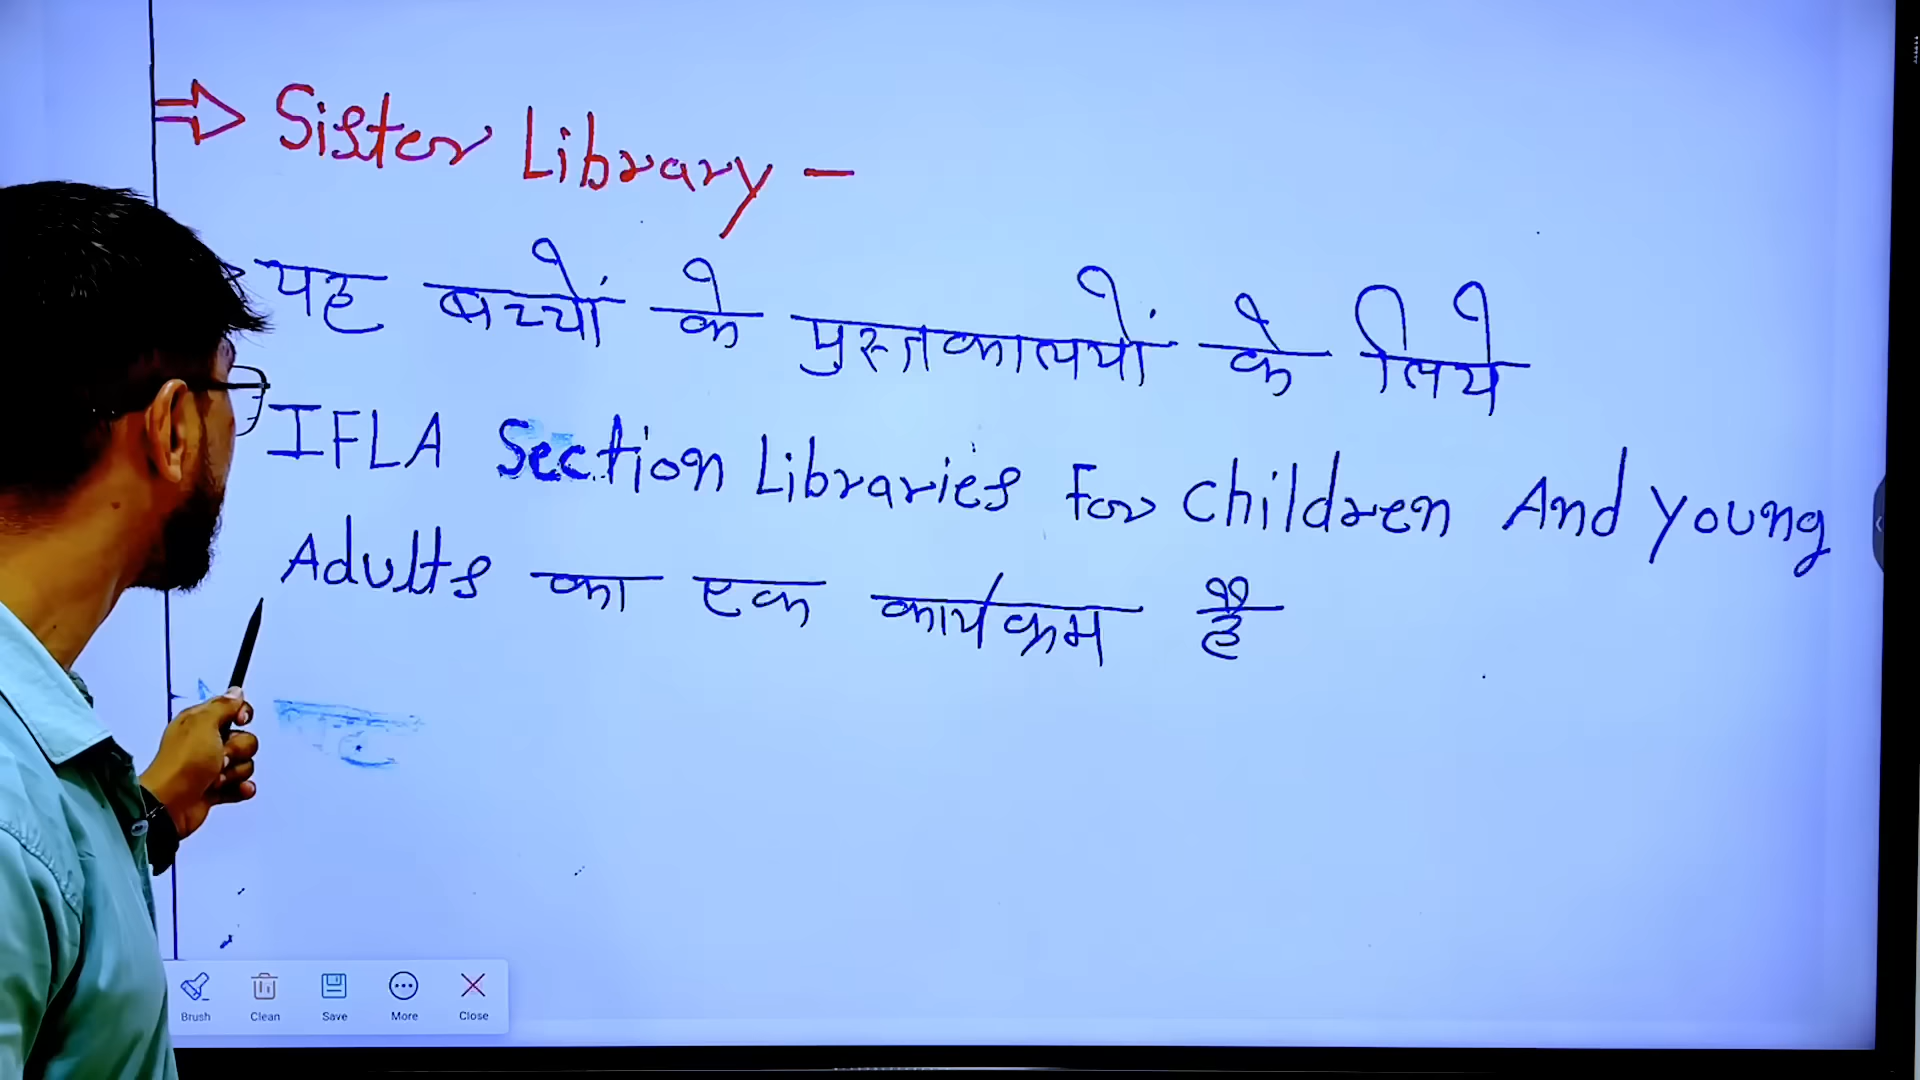 ⇒ Sister Library –
यह बच्चों के पुस्तकालयों के लिये
IFLA Section Libraries For Children And Young
Adults का एक कार्यक्रम है
Brush Clean Save More Close